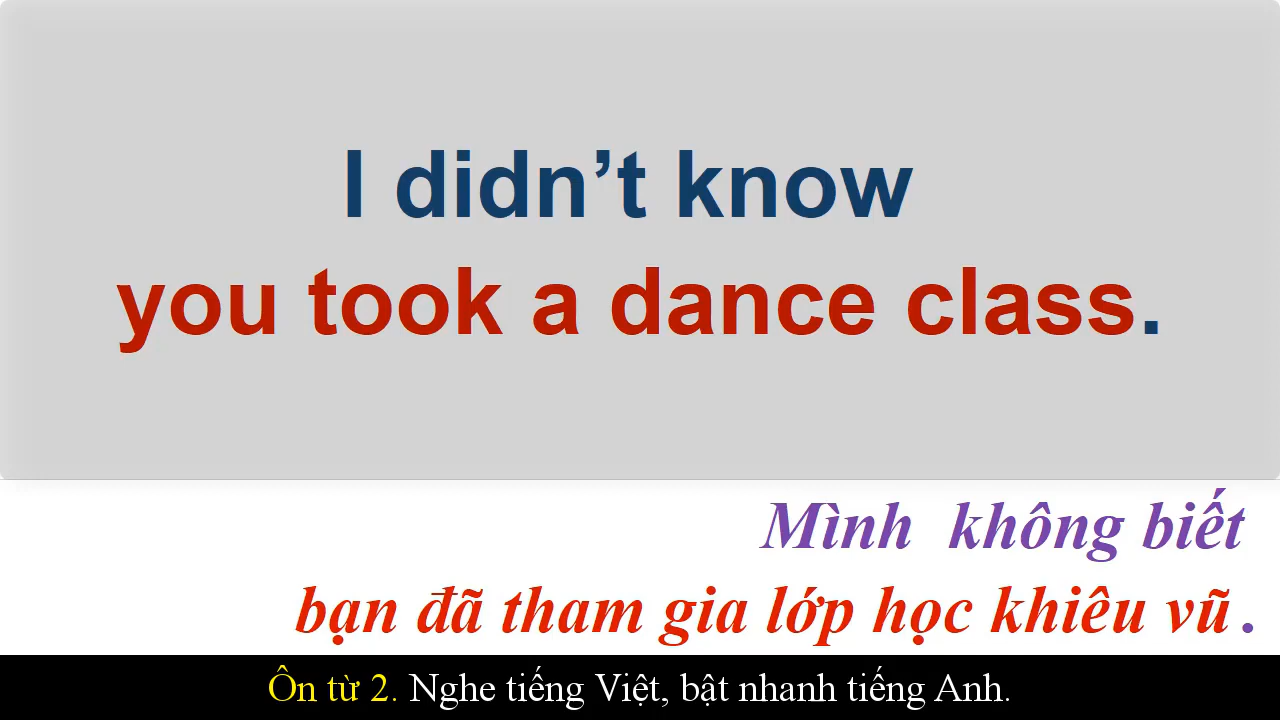 I didn’t know
you took a dance class.
Mình không biết
bạn đã tham gia lớp học khiêu vũ.
Ôn từ 2. Nghe tiếng Việt, bật nhanh tiếng Anh.